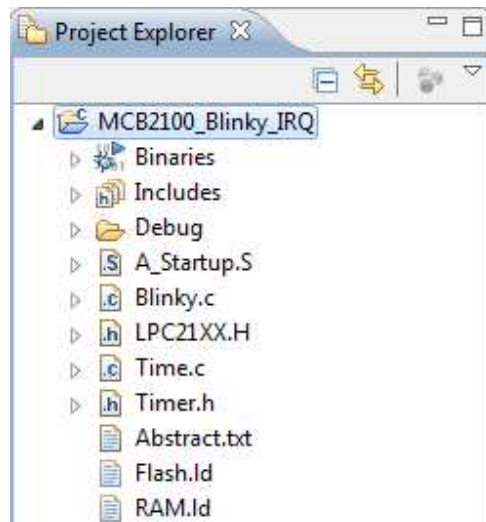 Project Explorer
MCB2100_Blinky_IRQ
Binaries
Includes
Debug
A_Startup.S
Blinky.c
LPC21XX.H
Time.c
Timer.h
Abstract.txt
Flash.ld
RAM.ld